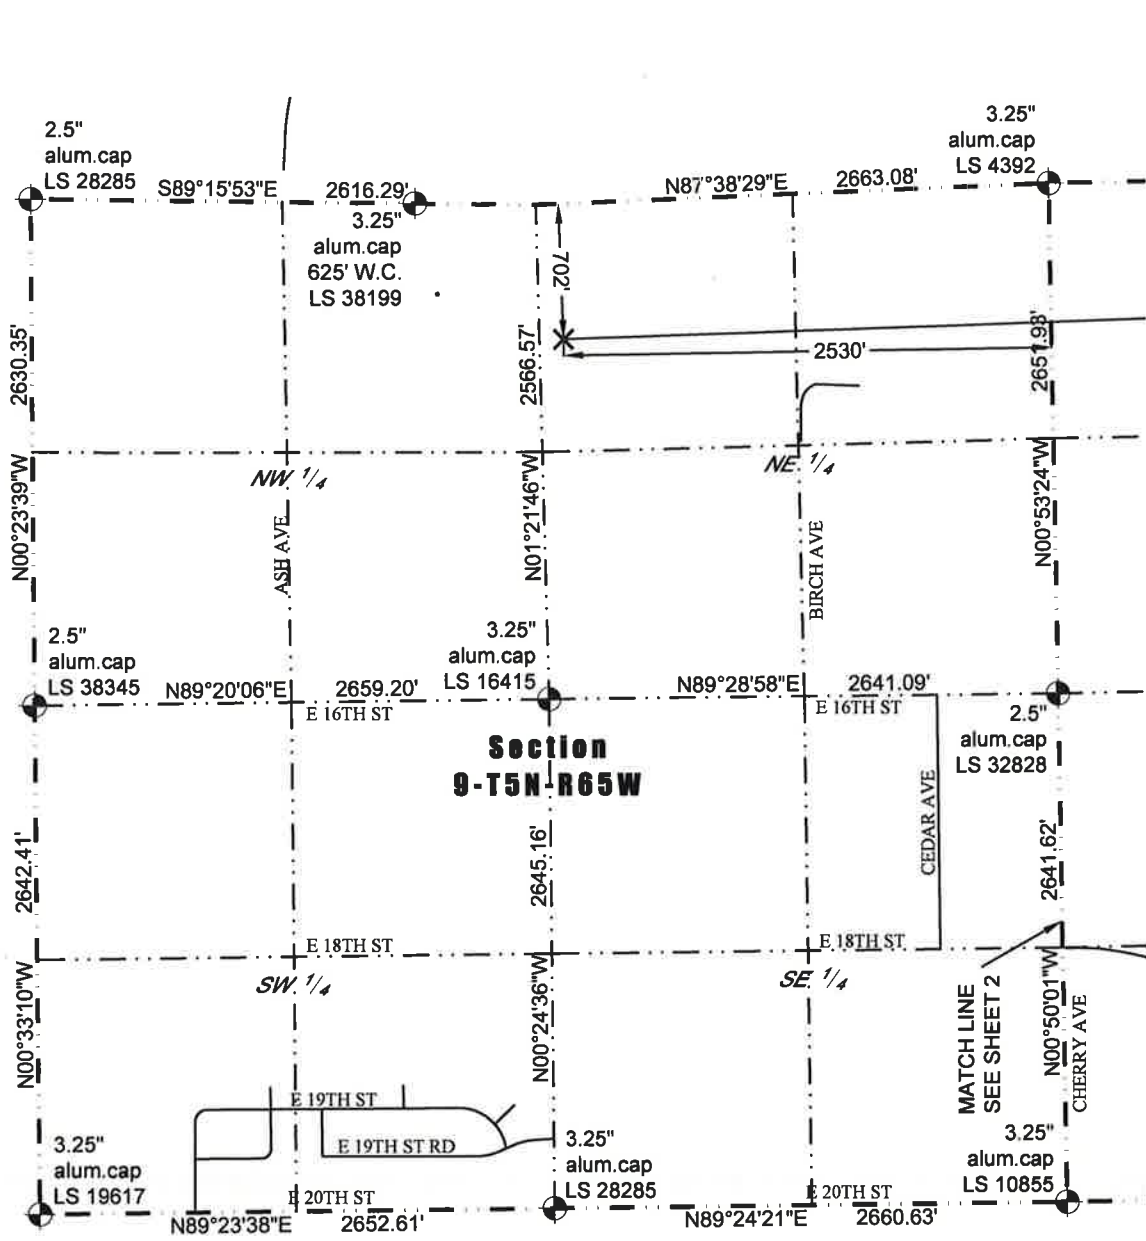 3.25"
alum.cap
LS 4392
2.5"
alum.cap
LS 28285
S89°15'53"E
2616.29'
N87°38'29"E
2663.08'
3.25"
alum.cap
625' W.C.
LS 38199
702'
2630.35'
2566.57'
2530'
2651.98'
NW 1/4
NE 1/4
N00°23'39"W
ASH AVE
N01°21'46"W
BIRCH AVE
N00°53'24"W
2.5"
alum.cap
LS 38345
3.25"
alum.cap
LS 16415
N89°20'06"E
2659.20'
N89°28'58"E
2641.09'
E 16TH ST
E 16TH ST
2.5"
alum.cap
LS 32828
Section
9-T5N-R65W
2642.41'
2645.16'
CEDAR AVE
2641.62'
E 18TH ST
E 18TH ST
SW 1/4
SE 1/4
N00°33'10"W
N00°24'36"W
MATCH LINE
SEE SHEET 2
N00°50'01"W
CHERRY AVE
E 19TH ST
E 19TH ST RD
3.25"
alum.cap
LS 19617
3.25"
alum.cap
LS 28285
3.25"
alum.cap
LS 10855
E 20TH ST
E 20TH ST
N89°23'38"E
2652.61'
N89°24'21"E
2660.63'